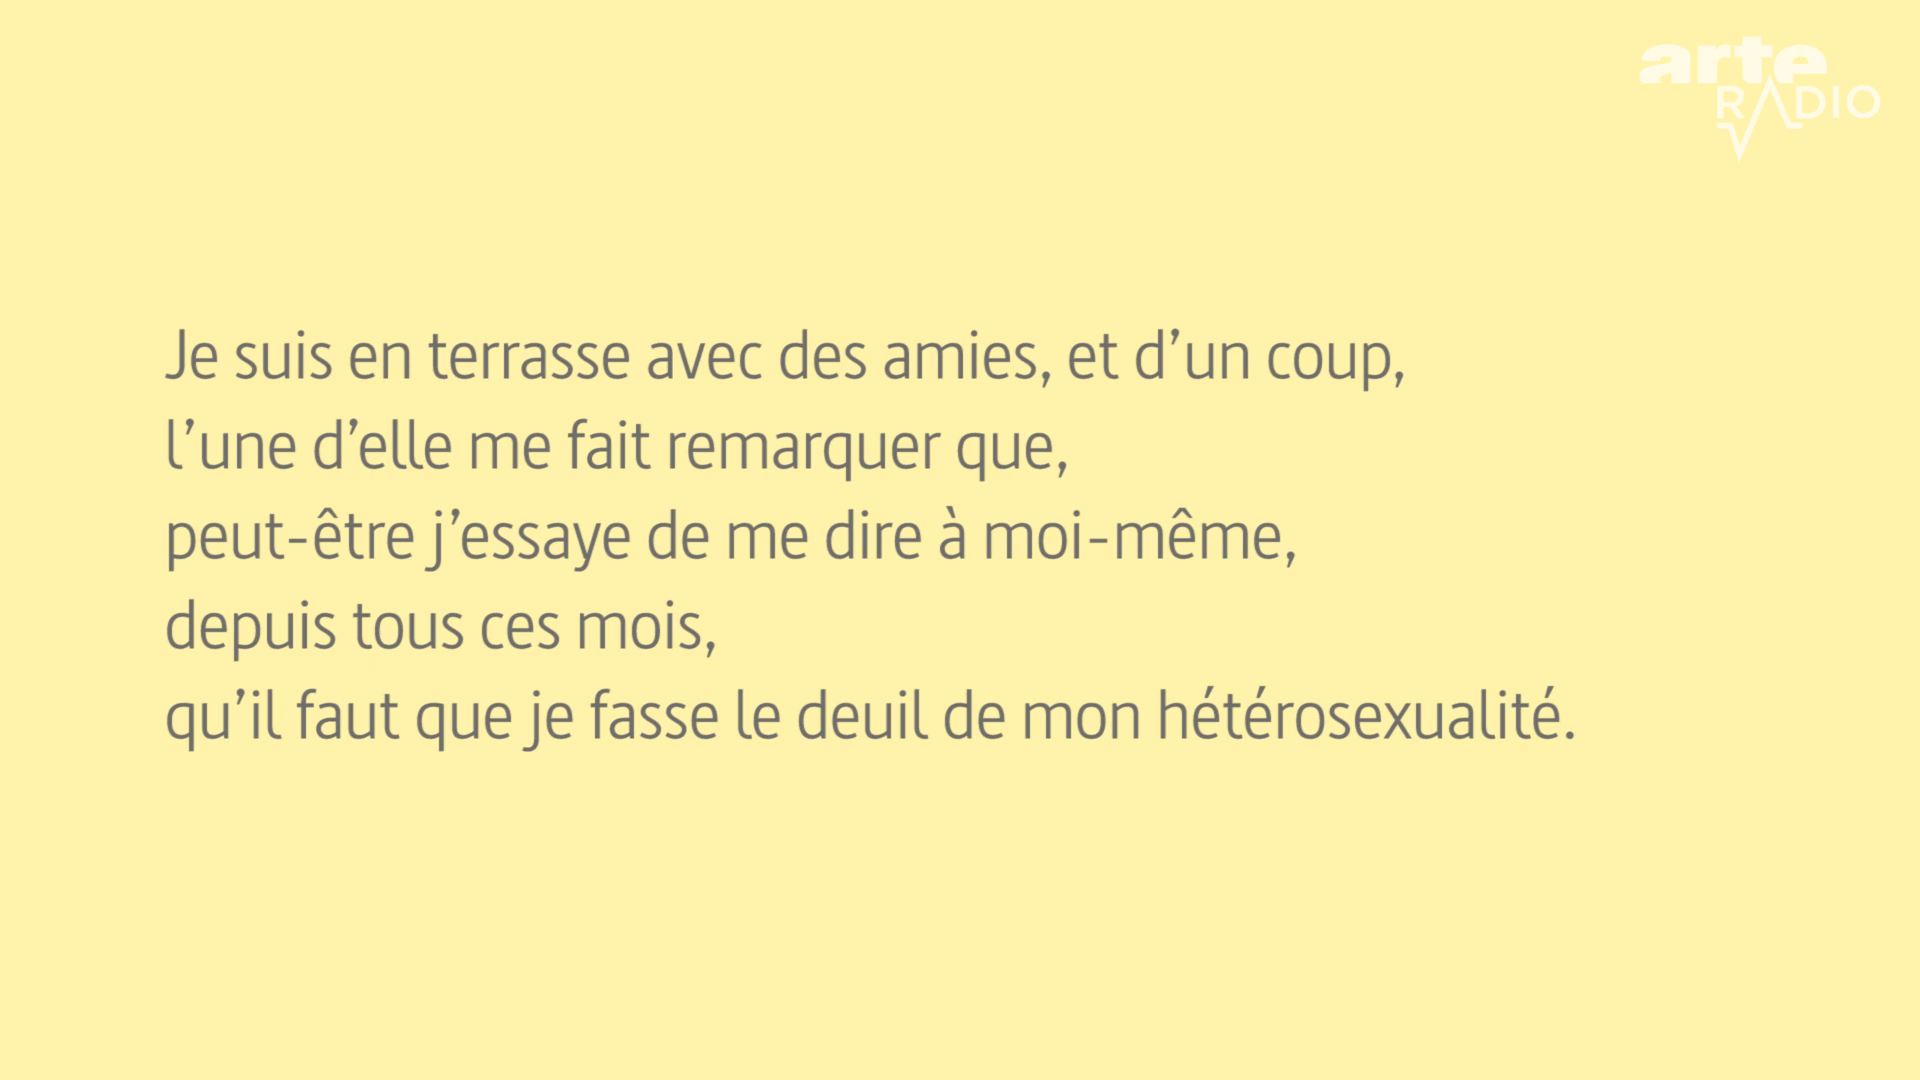 arte
RADIO
Je suis en terrasse avec des amies, et d’un coup,
l’une d’elle me fait remarquer que,
peut-être j’essaye de me dire à moi-même,
depuis tous ces mois,
qu’il faut que je fasse le deuil de mon hétérosexualité.